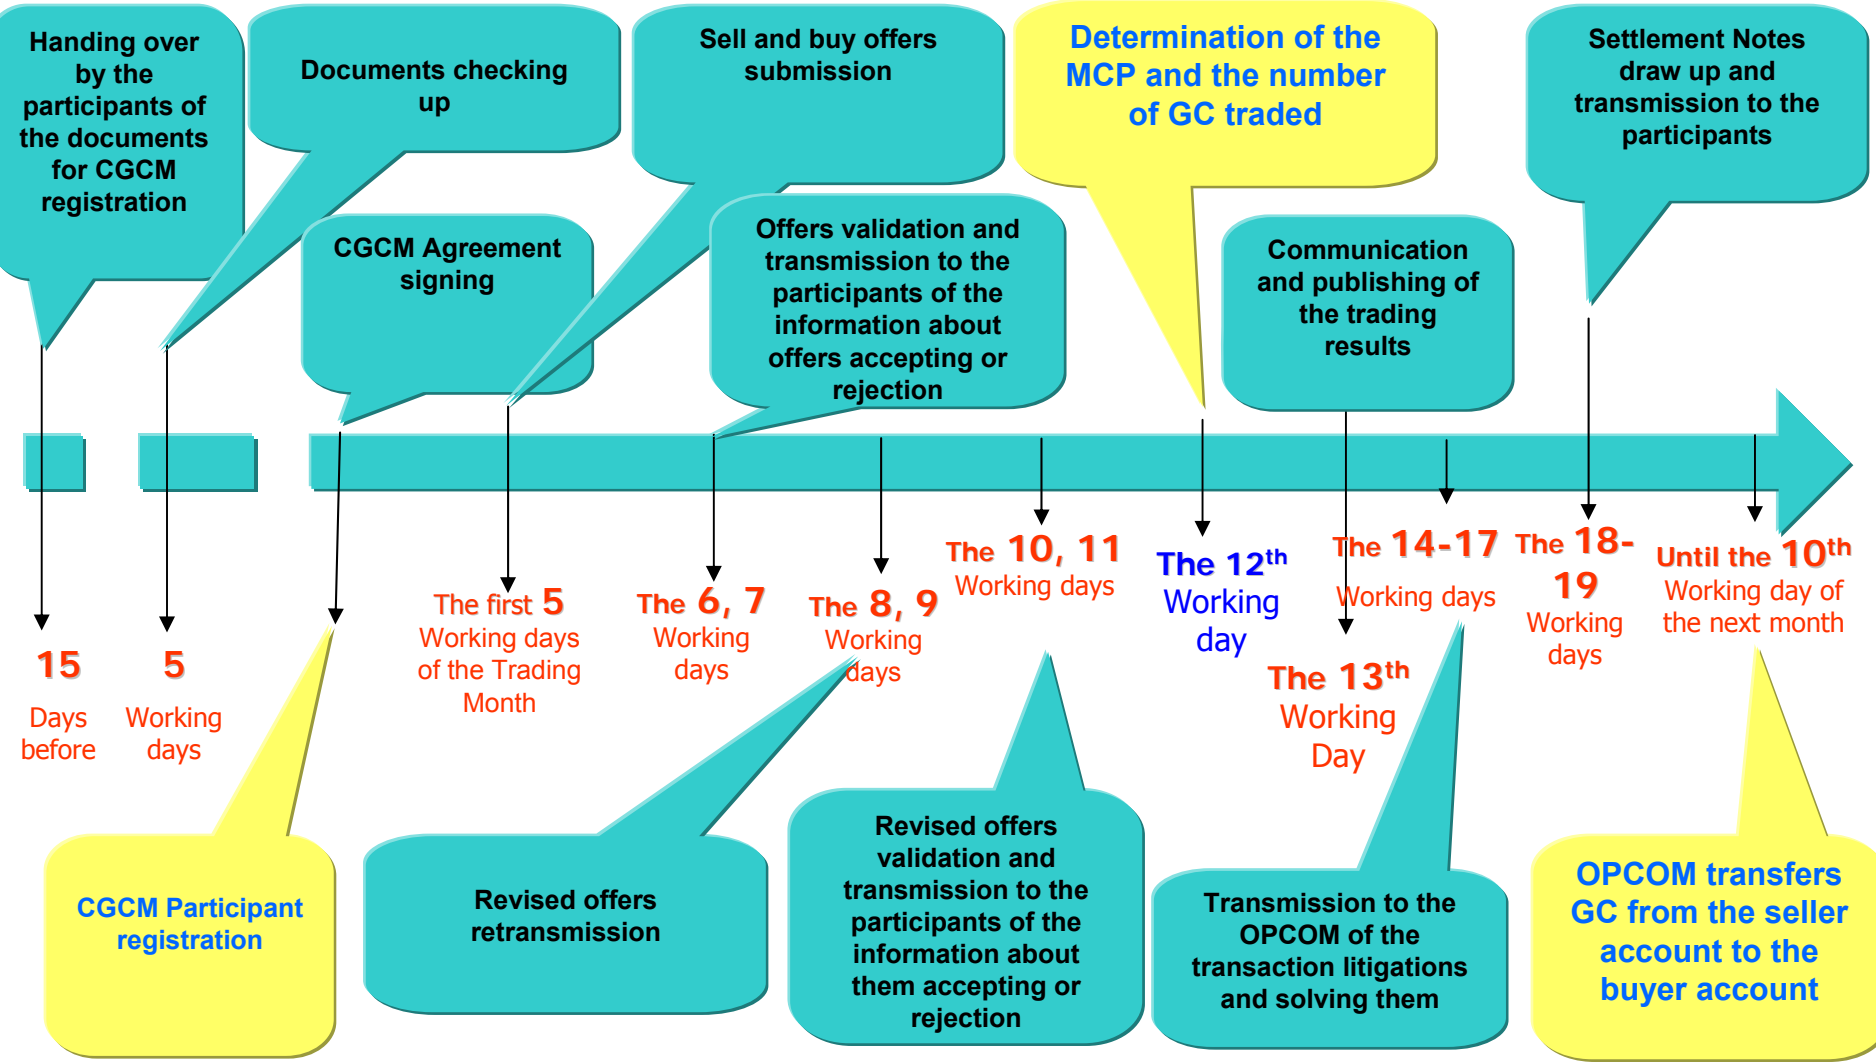 Handing over
by the
participants of
the documents
for CGCM
registration
Documents checking
up
Sell and buy offers
submission
Determination of the
MCP and the number
of GC traded
Settlement Notes
draw up and
transmission to the
participants
CGCM Agreement
signing
Offers validation and
transmission to the
participants of the
information about
offers accepting or
rejection
Communication
and publishing of
the trading
results
15
Days
before
5
Working
days
The first 5
Working days
of the Trading
Month
The 6, 7
Working
days
The 8, 9
Working
days
The 10, 11
Working days
The 12th
Working
day
The 13th
Working
Day
The 14-17
Working days
The 18-
19
Working
days
Until the 10th
Working day of
the next month
CGCM Participant
registration
Revised offers
retransmission
Revised offers
validation and
transmission to the
participants of the
information about
them accepting or
rejection
Transmission to the
OPCOM of the
transaction litigations
and solving them
OPCOM transfers
GC from the seller
account to the
buyer account